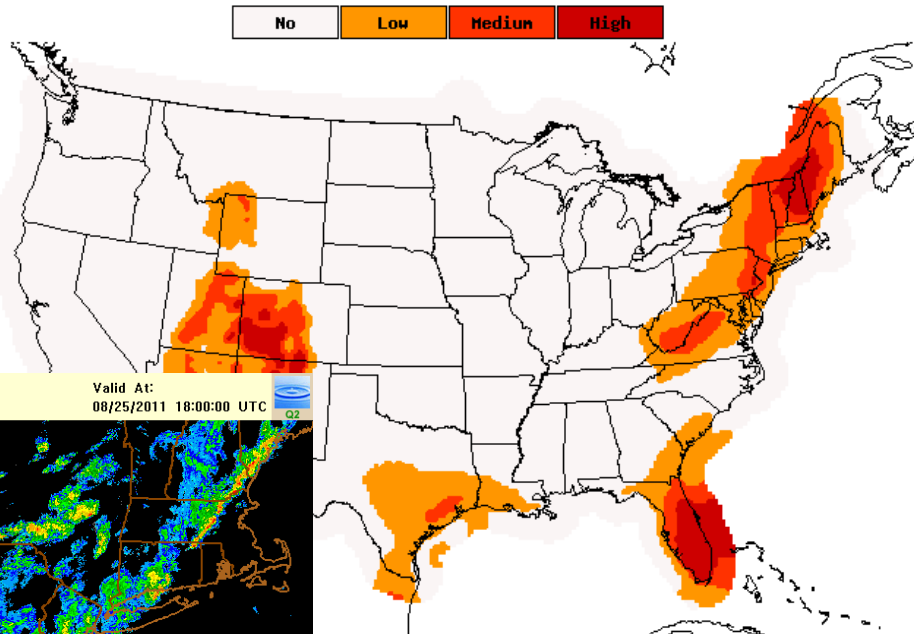 No Low Medium High
Valid At:
08/25/2011 18:00:00 UTC
Q2